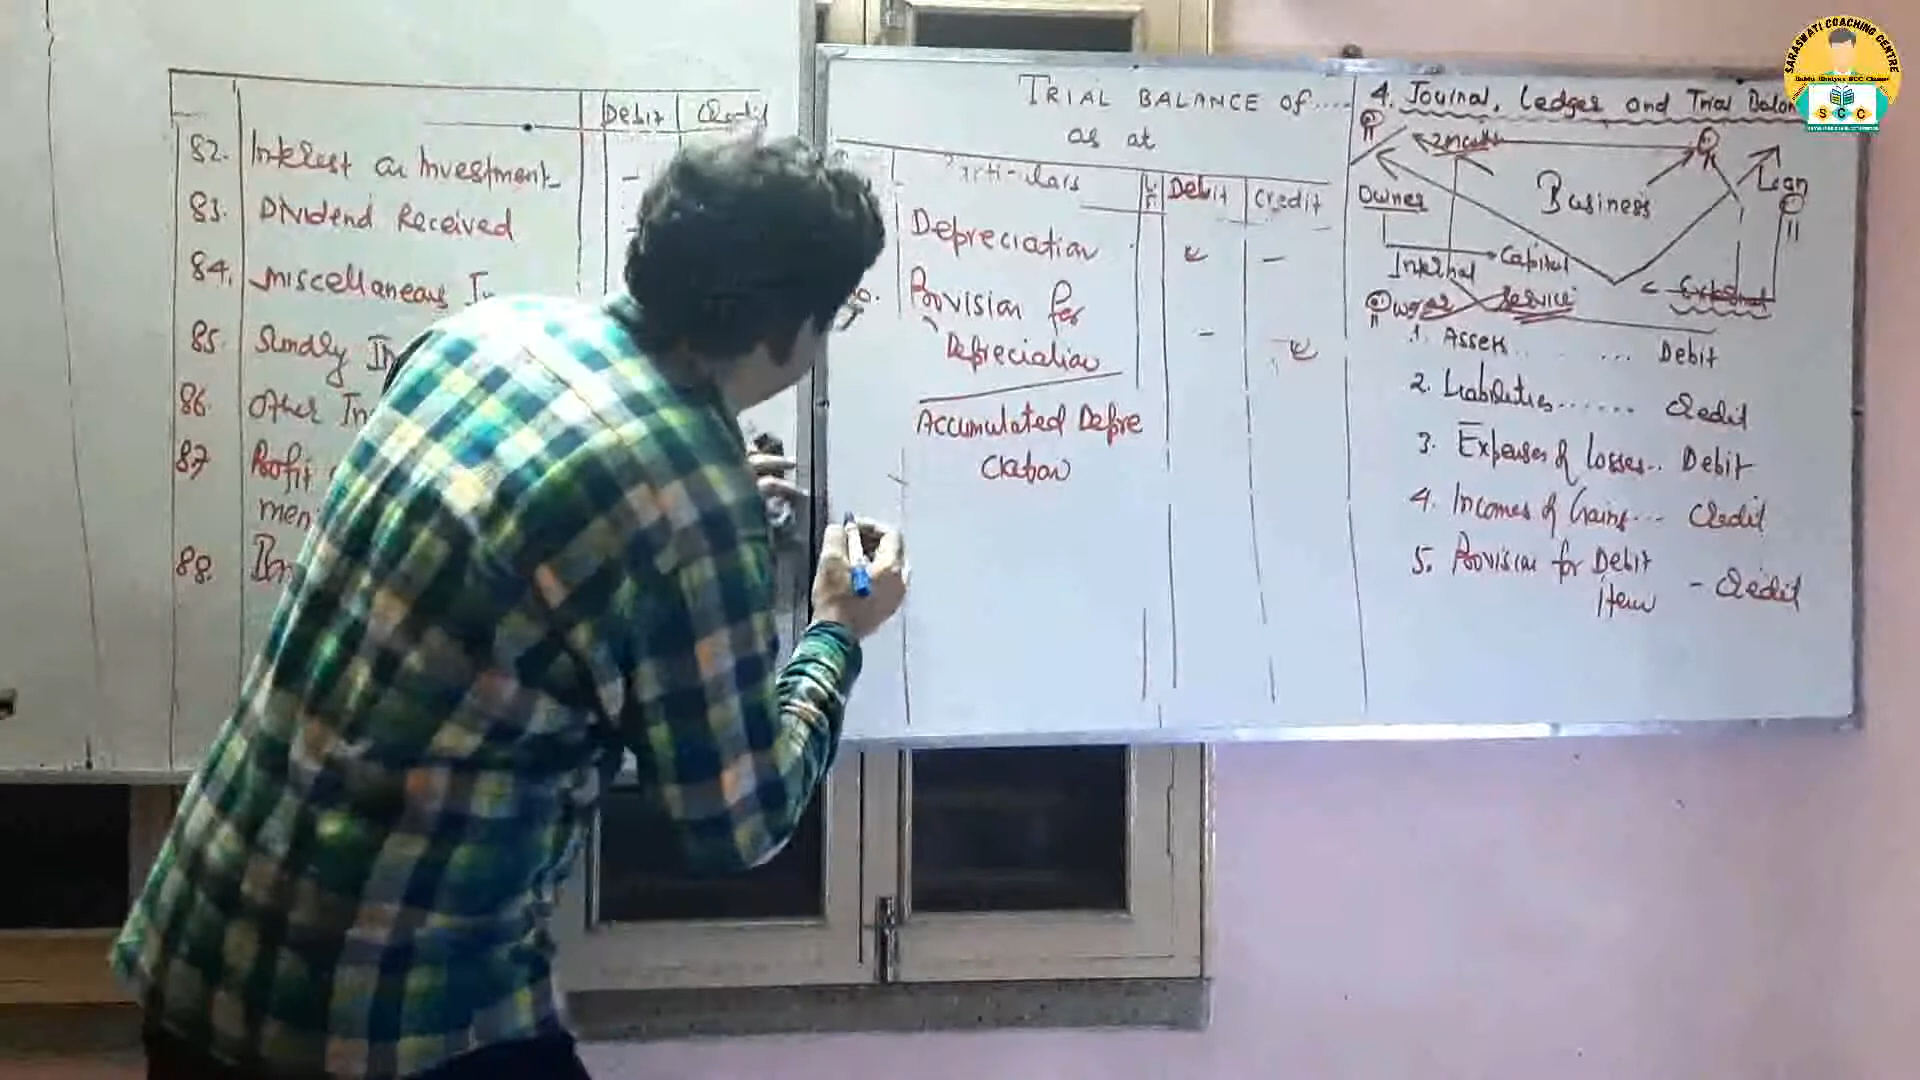 Debit Credit
82. Interest on Investment -
83. Dividend Received
84. Miscellaneous In
85. Sundry In
86. Other In
87 Profit
men
88.
TRIAL BALANCE of.....
as at
Particulars L.F. Debit Credit
Depreciation ✓ -
Provision for
Depreciation - ✓
Accumulated Depre
ciation
4. Journal, Ledger and Trial Balan
Business
Loan
Owner
Internal
Capital
External
Service
1. Assets ... Debit
2. Liabilities...... Credit
3. Expenses & Losses.. Debit
4. Incomes & Gains... Credit
5. Provision for Debit
Item - Credit
SARASWATI COACHING CENTRE
S C C